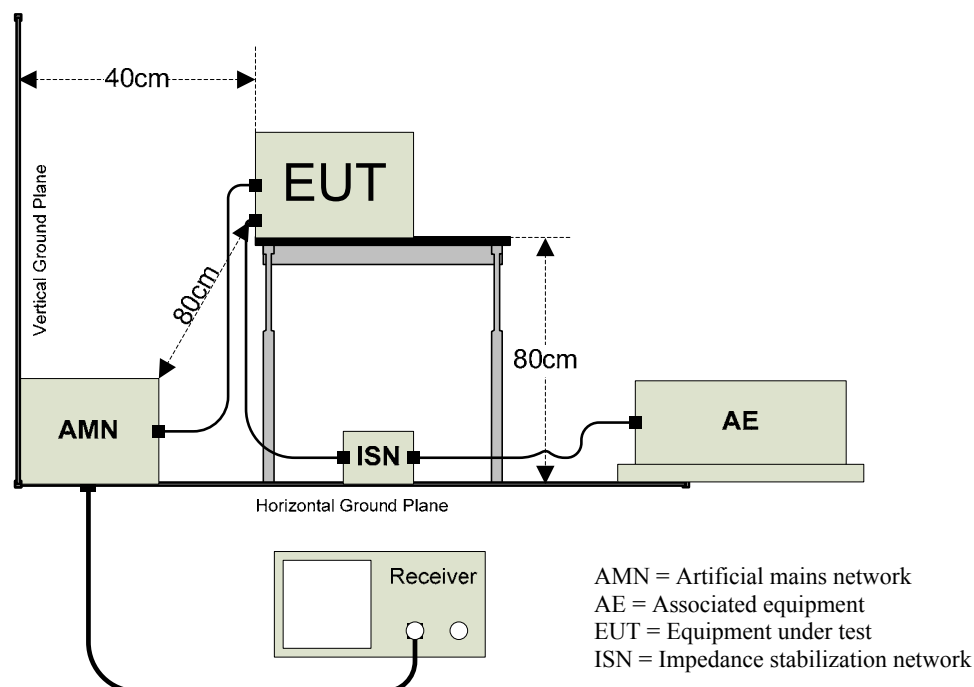 40cm
EUT
Vertical Ground Plane
80cm
80cm
AMN
ISN
AE
Horizontal Ground Plane
Receiver
AMN = Artificial mains network
AE = Associated equipment
EUT = Equipment under test
ISN = Impedance stabilization network